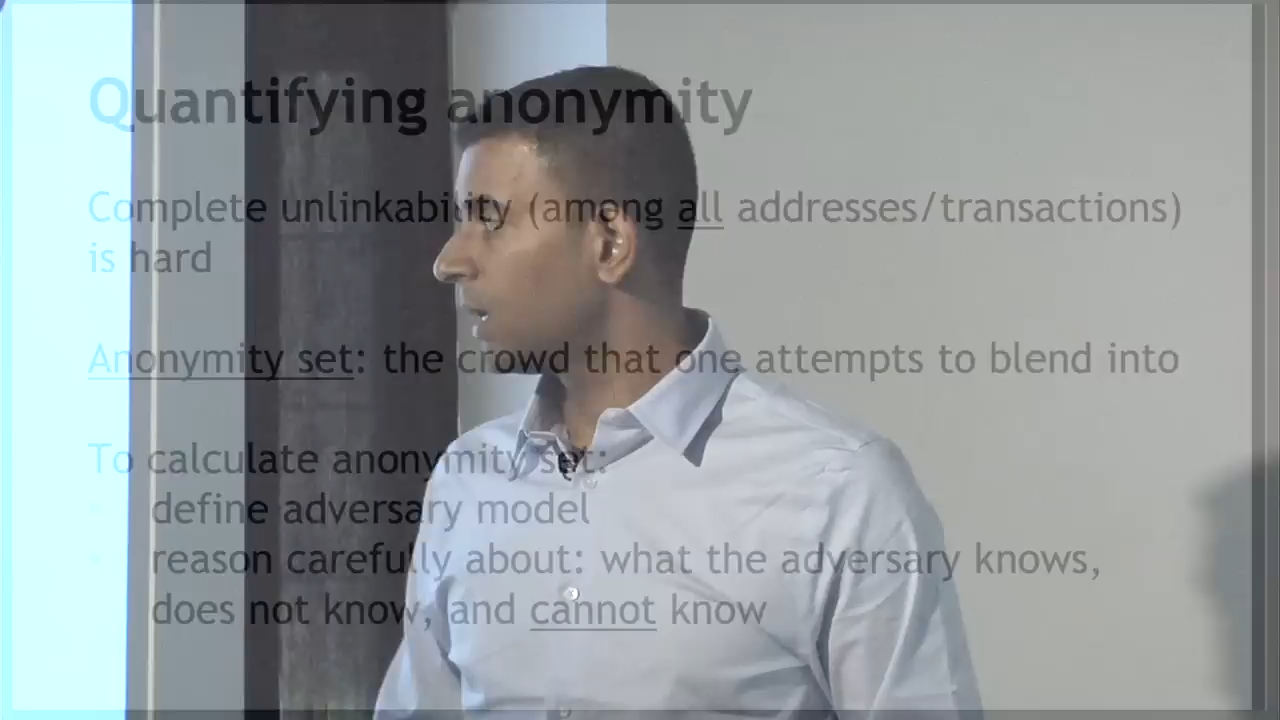 Quantifying anonymity
Complete unlinkability (among all addresses/transactions)
is hard
Anonymity set: the crowd that one attempts to blend into
To calculate anonymity set:
define adversary model
reason carefully about: what the adversary knows,
does not know, and cannot know